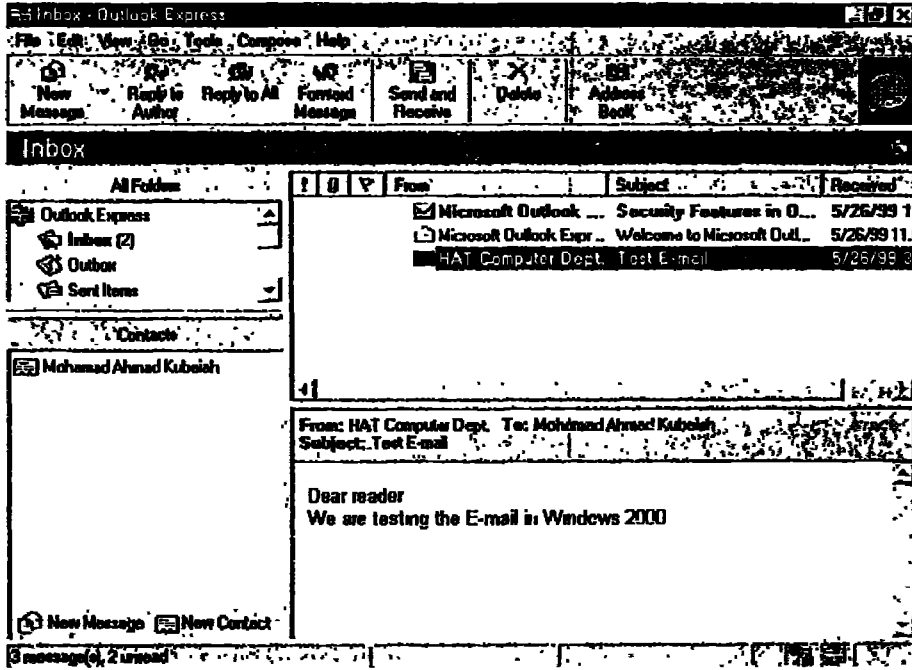 Inbox - Outlook Express
File Edit View Go Tools Compose Help
New Message Reply to Author Reply to All Forward Message Send and Receive Delete Address Book
Inbox
All Folders
Outlook Express
Inbox (2)
Outbox
Sent Items
Contacts
Mohamad Ahmad Kubaiah
New Message New Contact
! From Subject Received
Microsoft Outlook ... Security Features in O... 5/26/99 1
Microsoft Outlook Expr... Welcome to Microsoft Outl... 5/26/99 11.
HAT Computer Dept. Test E-mail 5/26/99 3
From: HAT Computer Dept. To: Mohamad Ahmad Kubaiah
Subject: Test E-mail
Dear reader
We are testing the E-mail in Windows 2000
3 message(s), 2 unread